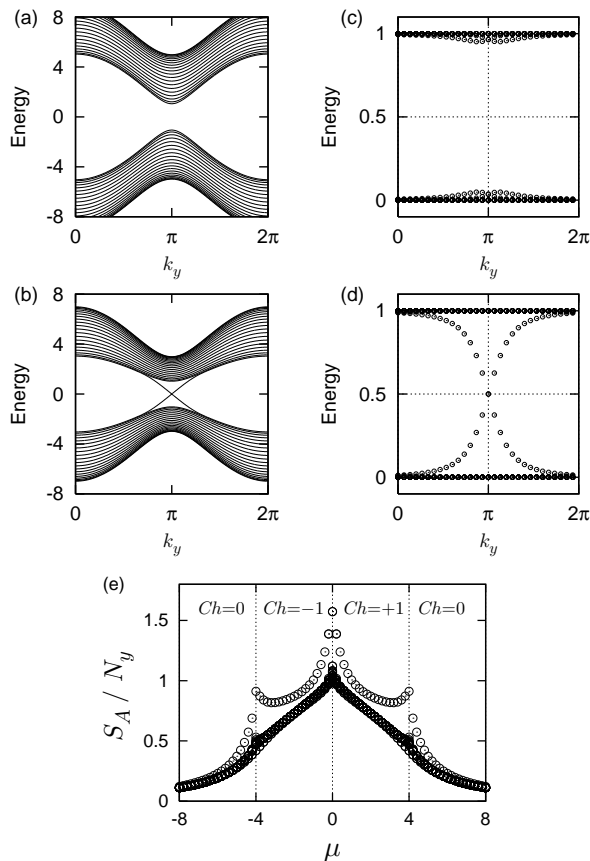 (a)
8
4
0
-4
-8
Energy
0 π 2π
k_y
(c)
1
0.5
0
Energy
0 π 2π
k_y
(b)
8
4
0
-4
-8
Energy
0 π 2π
k_y
(d)
1
0.5
0
Energy
0 π 2π
k_y
(e)
Ch=0 Ch=−1 Ch=+1 Ch=0
1.5
1
0.5
0
S_A / N_y
-8 -4 0 4 8
μ